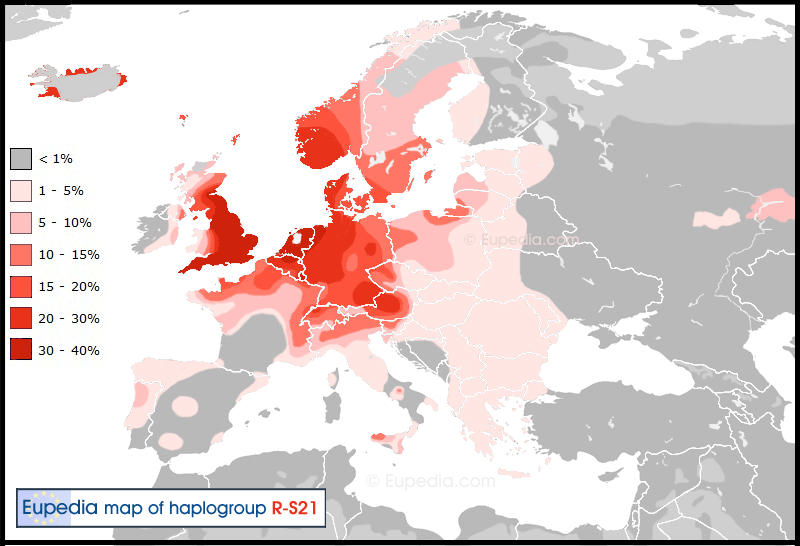 < 1%
1 - 5%
5 - 10%
10 - 15%
15 - 20%
20 - 30%
30 - 40%
© Eupedia.com
© Eupedia.com
Eupedia map of haplogroup R-S21